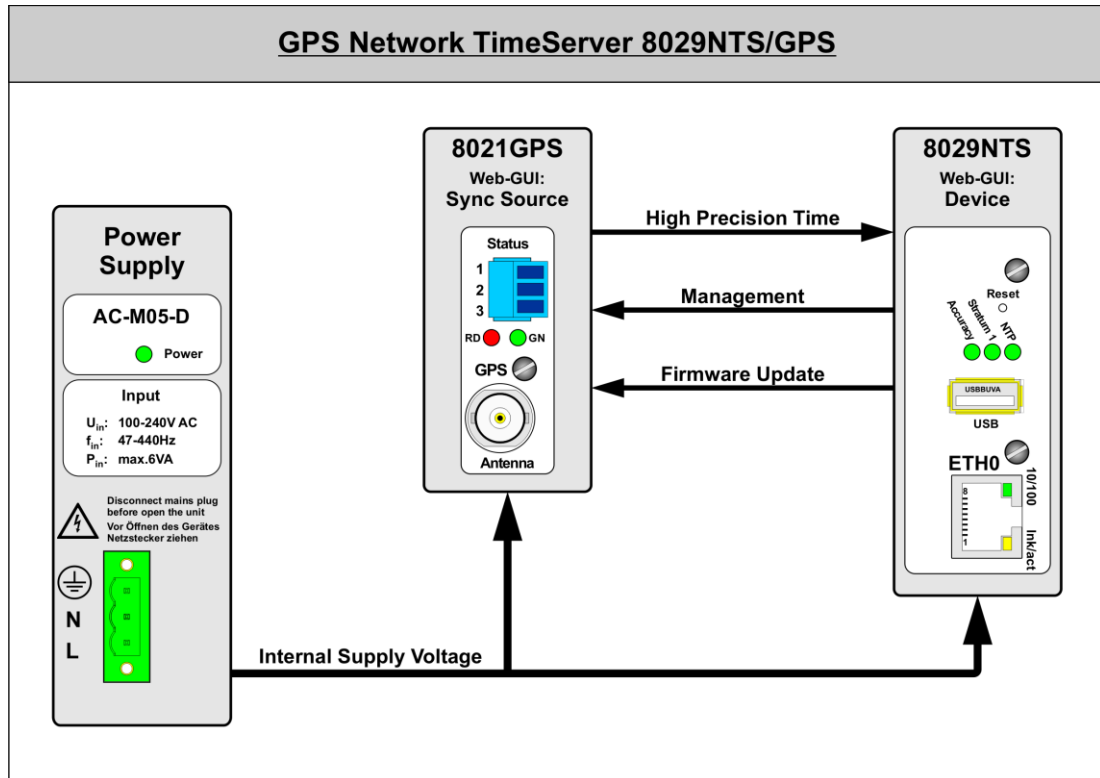 GPS Network TimeServer 8029NTS/GPS
Power
Supply
AC-M05-D
Power
Input
Uin: 100-240V AC
fin: 47-440Hz
Pin: max.6VA
Disconnect mains plug
before open the unit
Vor Öffnen des Gerätes
Netzstecker ziehen
N
L
8021GPS
Web-GUI:
Sync Source
Status
1
2
3
RD
GN
GPS
Antenna
High Precision Time
Management
Firmware Update
Internal Supply Voltage
8029NTS
Web-GUI:
Device
Reset
Accuracy
Stratum 1
NTP
USBBUVA
USB
ETH0
8
1
10/100
lnk/act